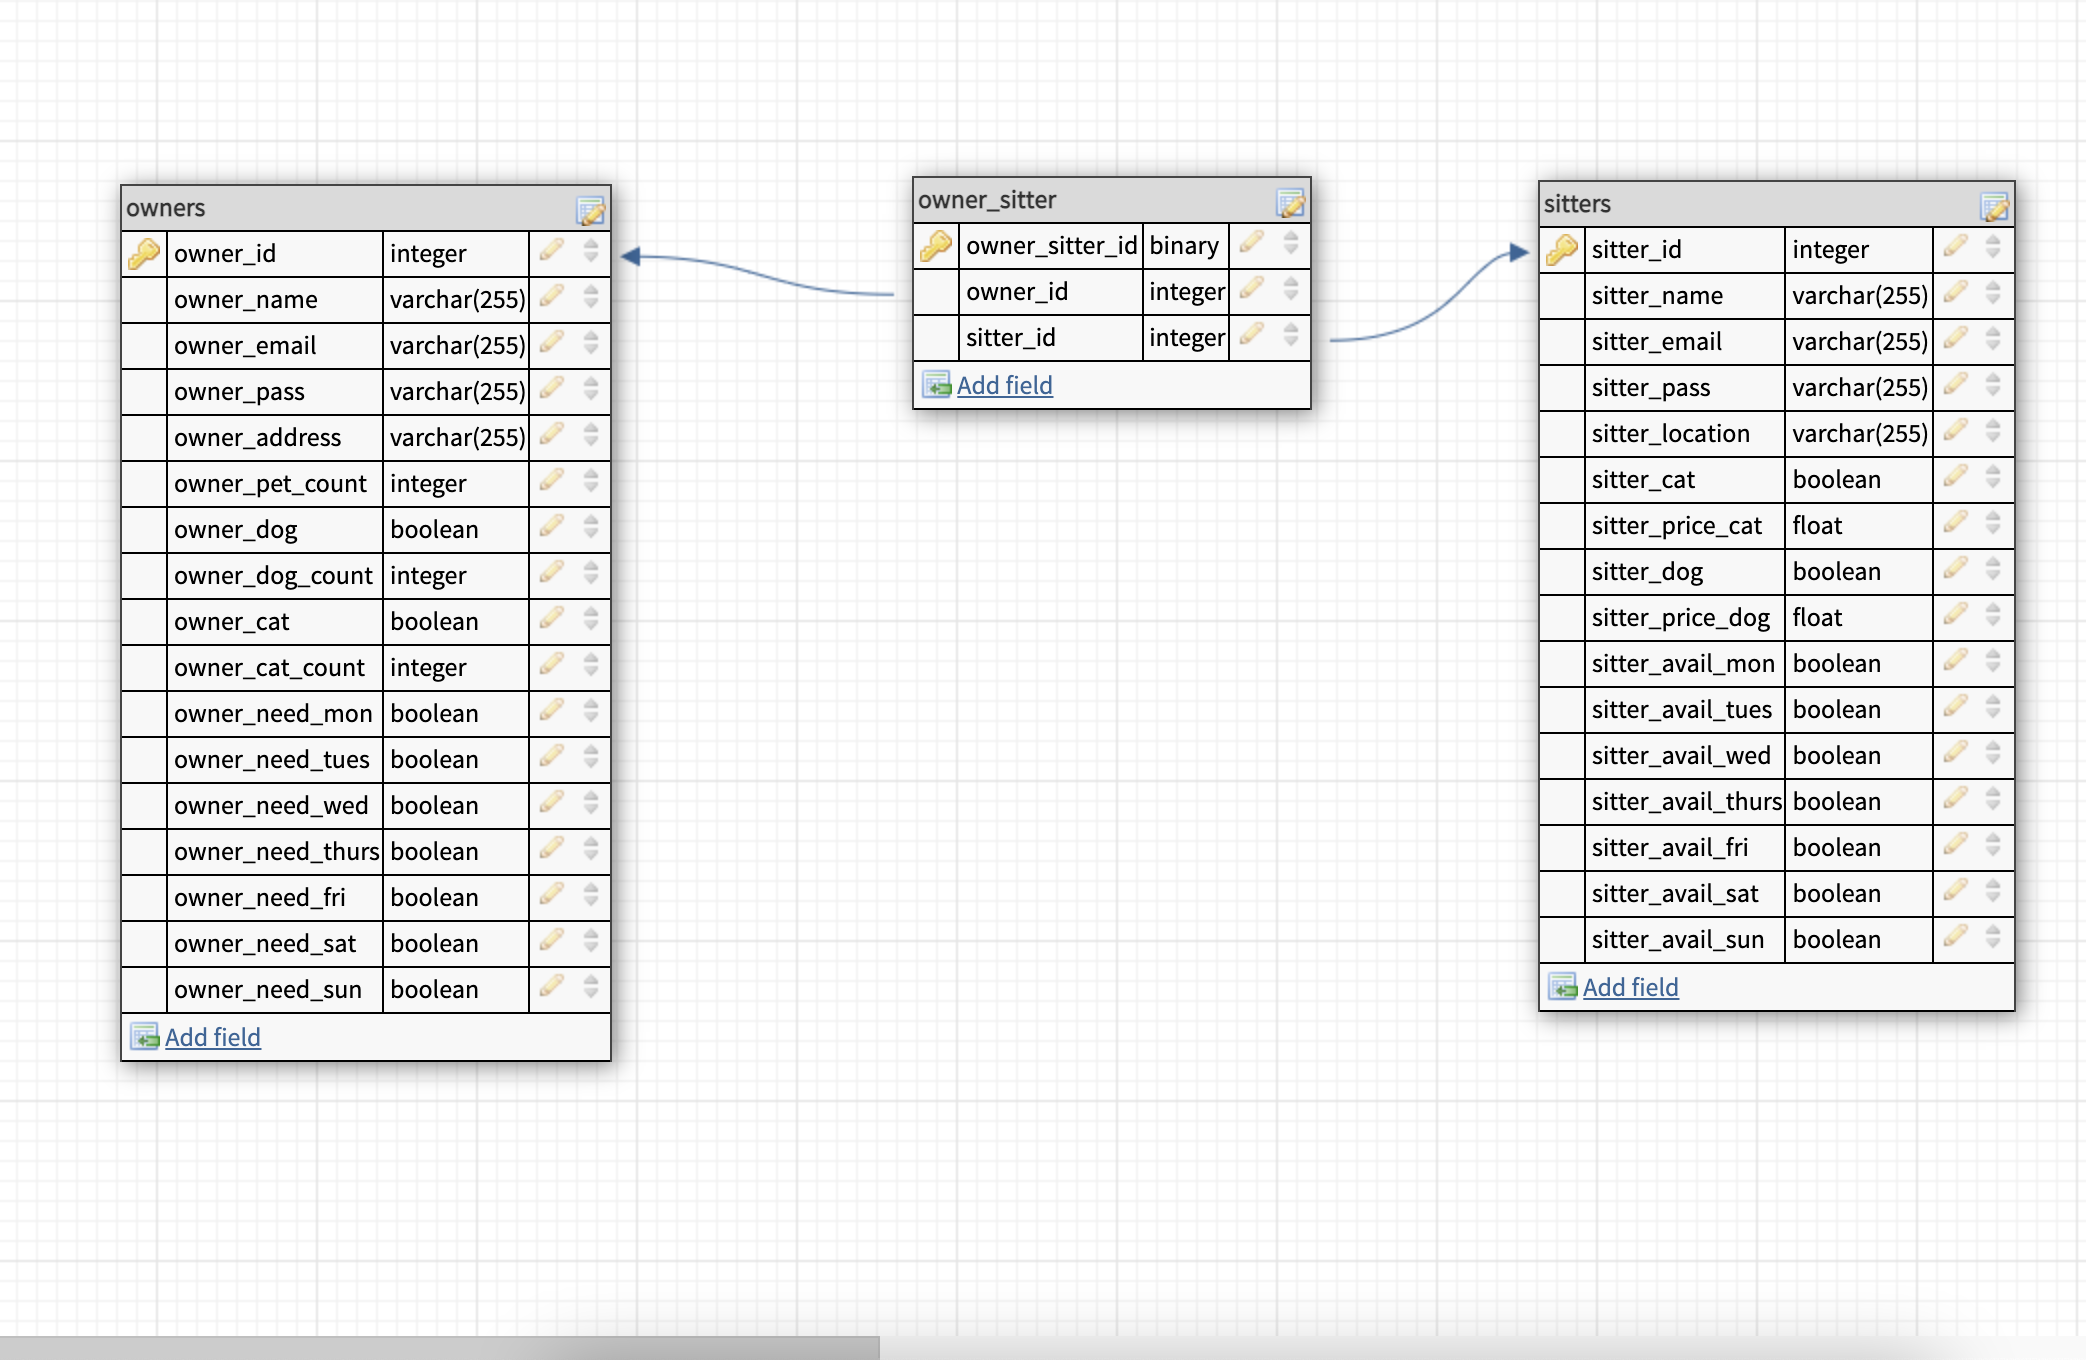 owners
owner_id integer
owner_name varchar(255)
owner_email varchar(255)
owner_pass varchar(255)
owner_address varchar(255)
owner_pet_count integer
owner_dog boolean
owner_dog_count integer
owner_cat boolean
owner_cat_count integer
owner_need_mon boolean
owner_need_tues boolean
owner_need_wed boolean
owner_need_thurs boolean
owner_need_fri boolean
owner_need_sat boolean
owner_need_sun boolean
Add field
owner_sitter
owner_sitter_id binary
owner_id integer
sitter_id integer
Add field
sitters
sitter_id integer
sitter_name varchar(255)
sitter_email varchar(255)
sitter_pass varchar(255)
sitter_location varchar(255)
sitter_cat boolean
sitter_price_cat float
sitter_dog boolean
sitter_price_dog float
sitter_avail_mon boolean
sitter_avail_tues boolean
sitter_avail_wed boolean
sitter_avail_thurs boolean
sitter_avail_fri boolean
sitter_avail_sat boolean
sitter_avail_sun boolean
Add field